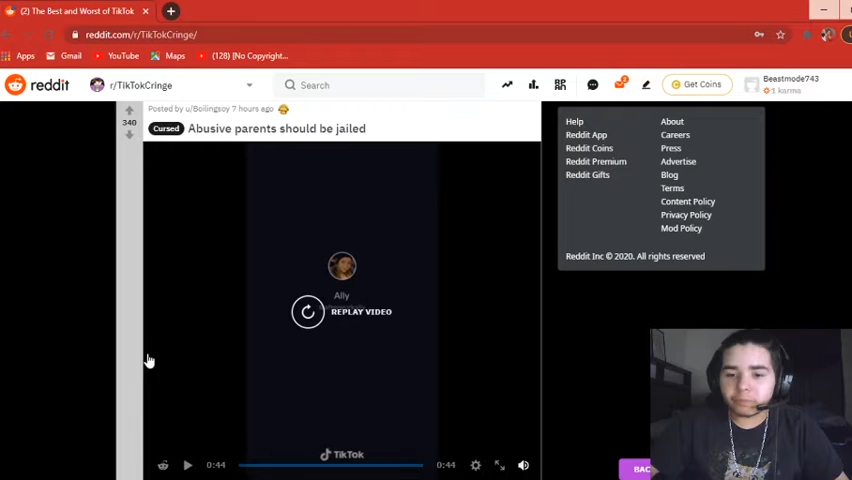 (2) The Best and Worst of TikTok
reddit.com/r/TikTokCringe/
Apps Gmail YouTube Maps (128) [No Copyright...
reddit r/TikTokCringe Search Get Coins Beastmode743
1 karma
2
Posted by u/Boilingsoy 7 hours ago
340
Cursed Abusive parents should be jailed
Help About
Reddit App Careers
Reddit Coins Press
Reddit Premium Advertise
Reddit Gifts Blog
Terms
Content Policy
Privacy Policy
Mod Policy
Reddit Inc © 2020. All rights reserved
Ally
REPLAY VIDEO
TikTok
0:44 0:44
BAC